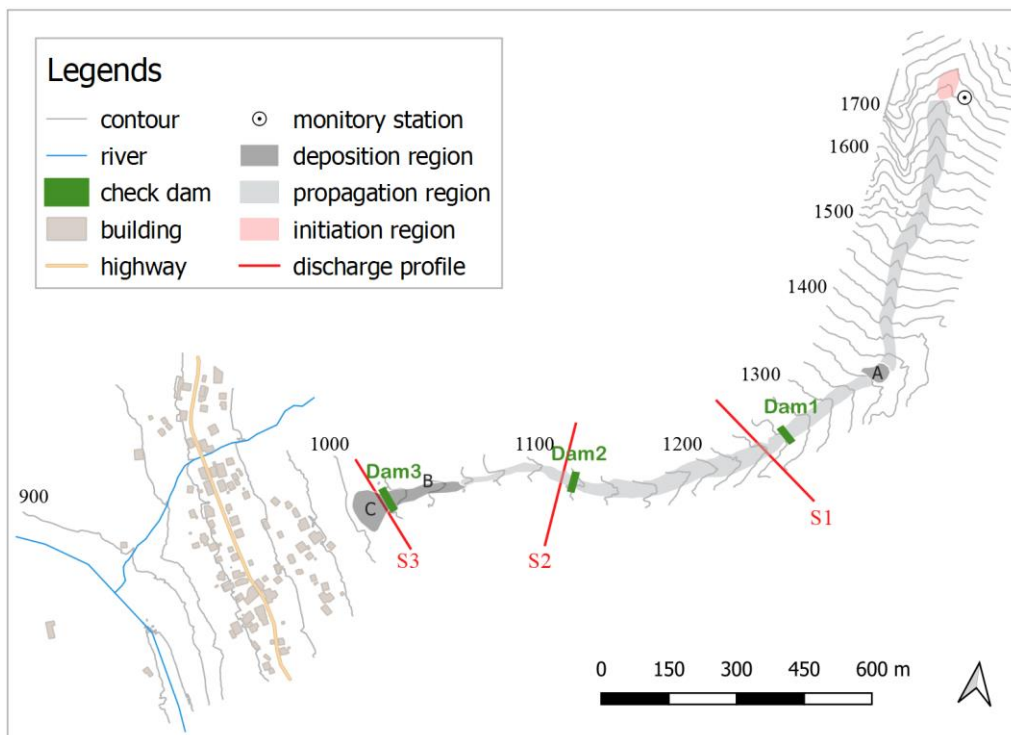 Legends
contour
river
check dam
building
highway
monitory station
deposition region
propagation region
initiation region
discharge profile
1700
1600
1500
1400
1300
A
Dam1
1200
1100
Dam2
1000
Dam3
B
C
900
S1
S2
S3
0 150 300 450 600 m